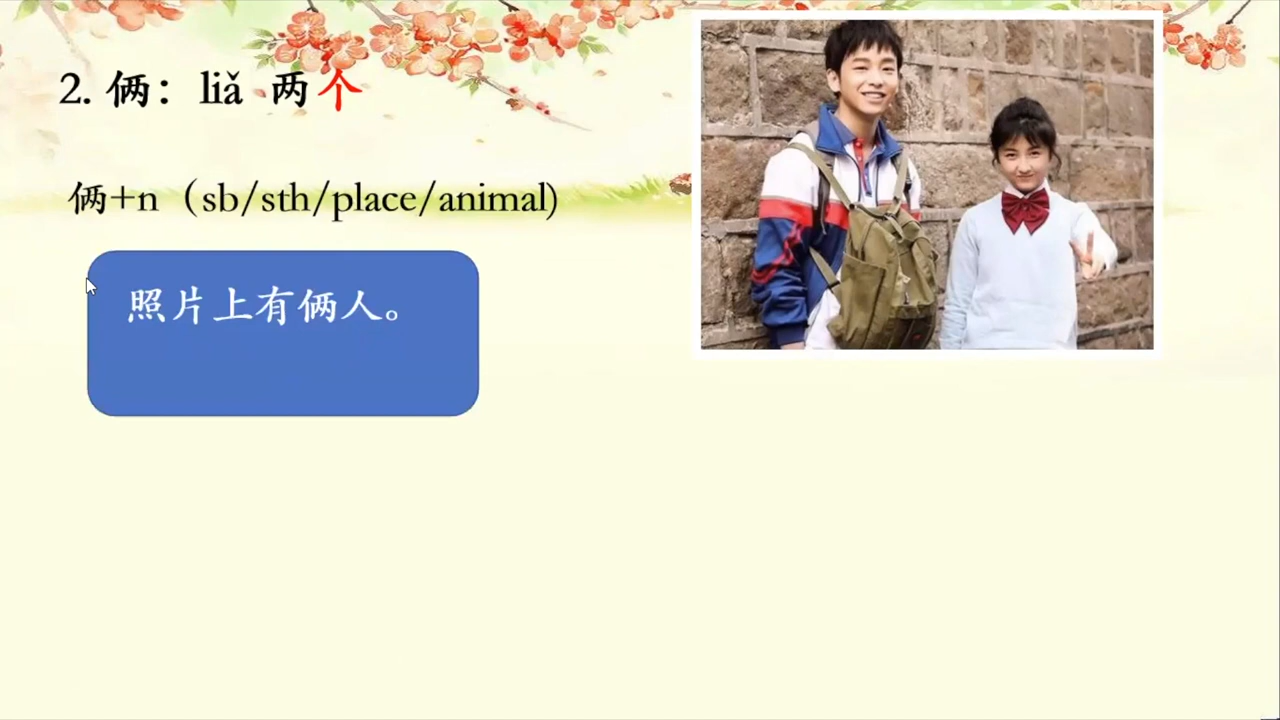 2. 俩：liǎ 两个
俩+n（sb/sth/place/animal)
照片上有俩人。